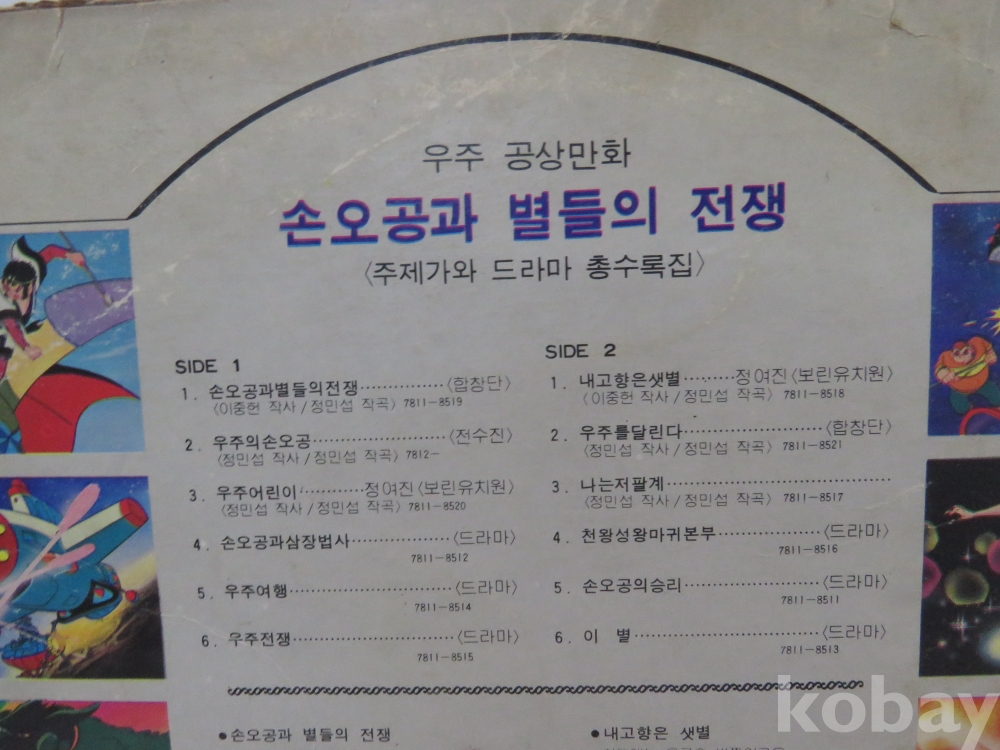 우주 공상만화
손오공과 별들의 전쟁
〈주제가와 드라마 총수록집〉
SIDE 1
1. 손오공과별들의전쟁··············〈합창단〉
〈이중헌 작사/정민섭 작곡〉 7811-8519
2. 우주의손오공······················〈전수진〉
〈정민섭 작사/정민섭 작곡〉 7812-
3. 우주어린이···········정여진〈보린유치원〉
〈정민섭 작사/정민섭 작곡〉 7811-8520
4. 손오공과삼장법사················〈드라마〉
7811-8512
5. 우주여행··························〈드라마〉
7811-8514
6. 우주전쟁··························〈드라마〉
7811-8515
SIDE 2
1. 내고향은샛별·········정여진〈보린유치원〉
〈이중헌 작사/정민섭 작곡〉 7811-8518
2. 우주를달린다·······················〈합창단〉
〈정민섭 작사/정민섭 작곡〉 7811-8521
3. 나는저팔계···································
〈정민섭 작사/정민섭 작곡〉 7811-8517
4. 천왕성왕마귀본부················〈드라마〉
7811-8516
5. 손오공의승리······················〈드라마〉
7811-8511
6. 이 별······························〈드라마〉
7811-8513
●손오공과 별들의 전쟁
●내고향은 샛별
kobay